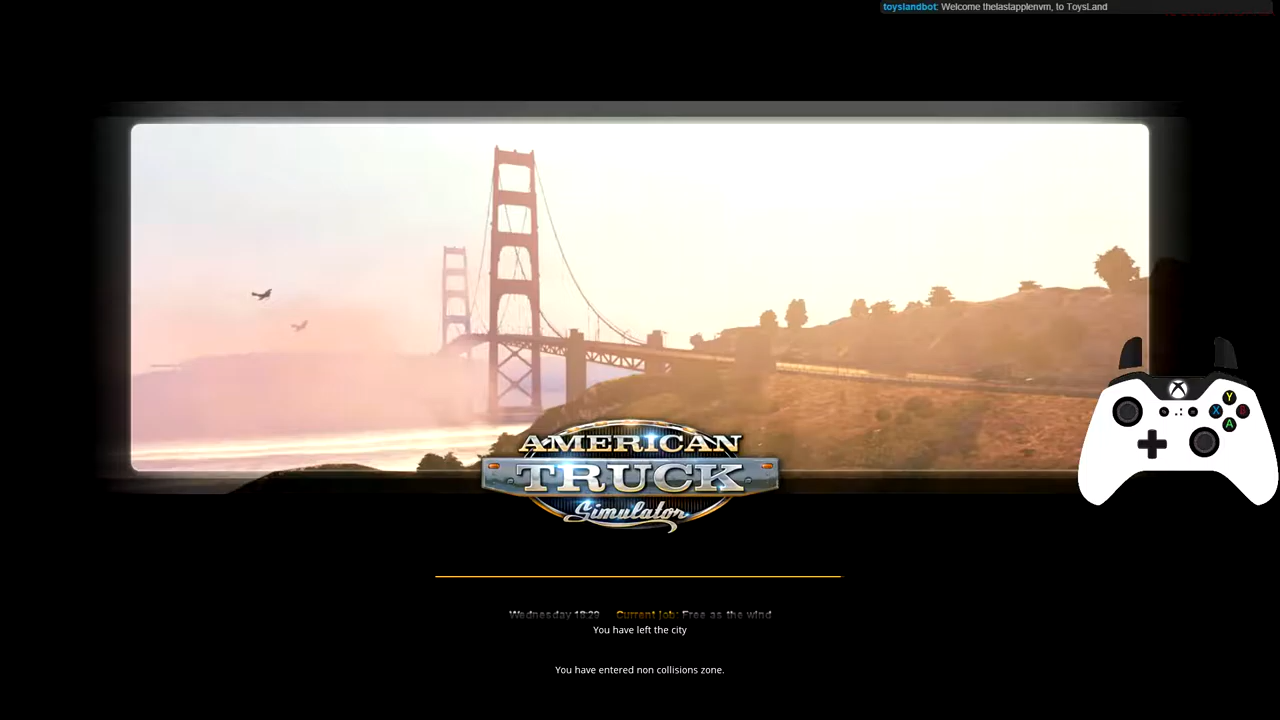 toyslandbot: Welcome thelastapplenvm, to ToysLand
AMERICAN
TRUCK
Simulator
Y
X B
A
Wednesday 18:29 Current job: Free as the wind
You have left the city
You have entered non collisions zone.